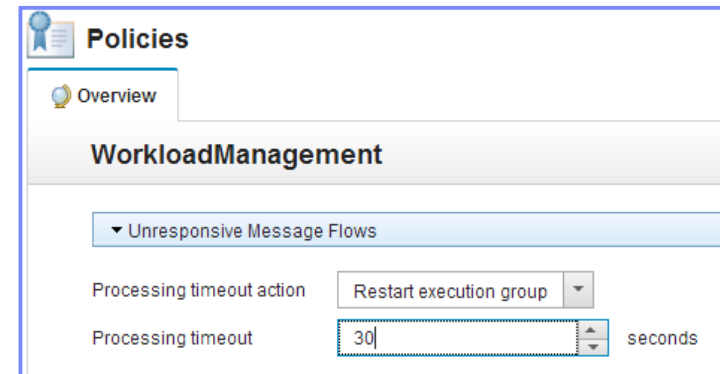 Policies
Overview
WorkloadManagement
Unresponsive Message Flows
Processing timeout action Restart execution group
Processing timeout 30 seconds